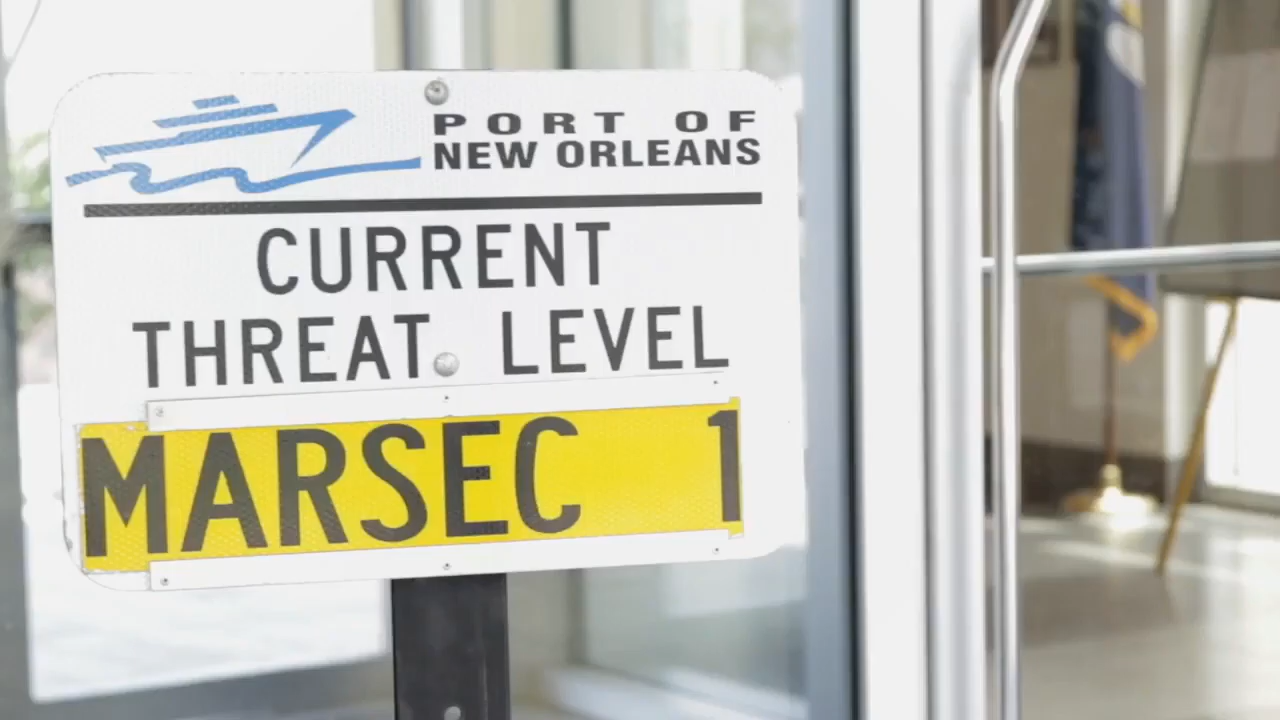 PORT OF
NEW ORLEANS
CURRENT
THREAT LEVEL
MARSEC 1